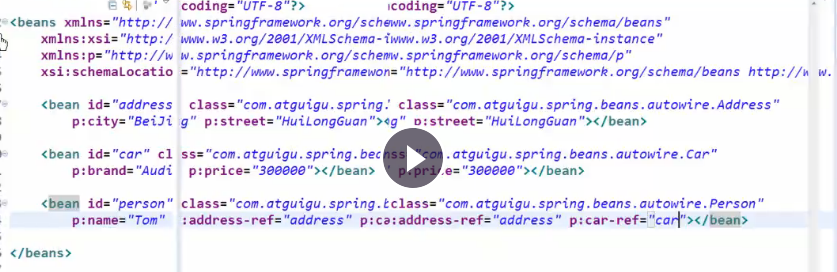 coding="UTF-8"?> coding="UTF-8"?>
<beans xmlns="http:// ww.springframework.org/scheww.springframework.org/schema/beans"
xmlns:xsi="http:/ www.w3.org/2001/XMLSchema-iwww.w3.org/2001/XMLSchema-instance"
xmlns:p="http://w ww.springframework.org/schemww.springframework.org/schema/p"
xsi:schemaLocatio ="http://www.springframewon="http://www.springframework.org/schema/beans http://w w.
<bean id="address class="com.atguigu.spring. class="com.atguigu.spring.beans.autowire.Address"
p:city="BeiJ g" p:street="HuiLongGuan"> g" p:street="HuiLongGuan"></bean>
<bean id="car" cl ss="com.atguigu.spring.beass="com.atguigu.spring.beans.autowire.Car"
p:brand="Audi p:price="300000"></bean> p:price="300000"></bean>
<bean id="person" class="com.atguigu.spring.bclass="com.atguigu.spring.beans.autowire.Person"
p:name="Tom" :address-ref="address" p:ca:address-ref="address" p:car-ref="car"></bean>
</beans>